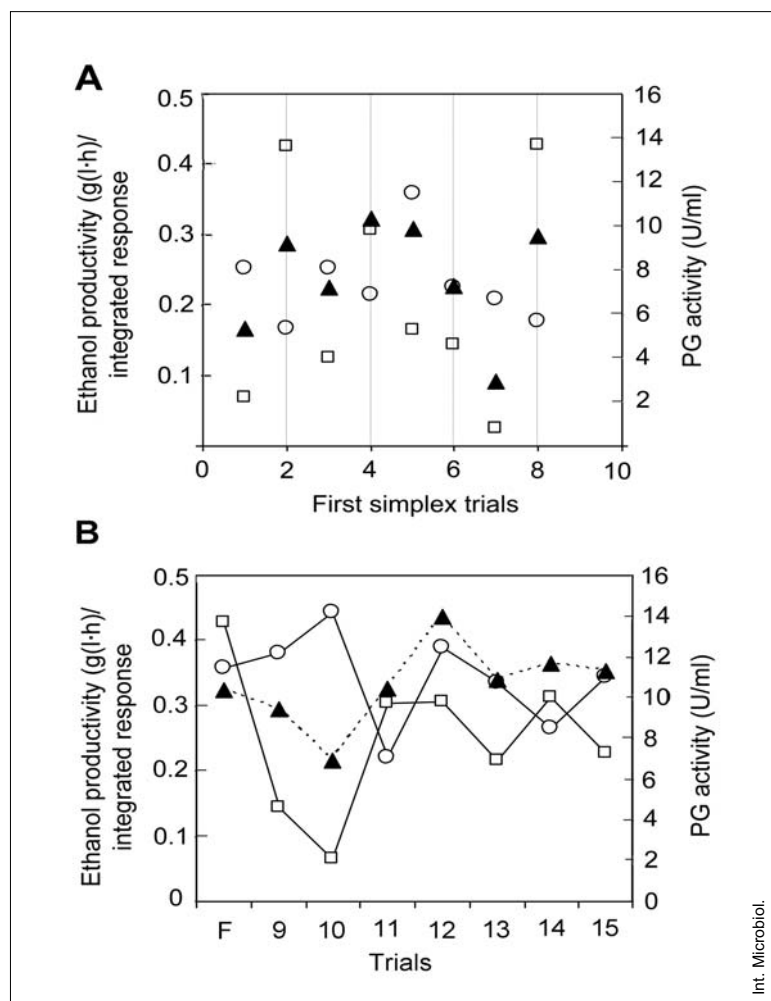 A
Ethanol productivity (g(l·h)/
integrated response
0.5
0.4
0.3
0.2
0.1
16
14
12
10
8
6
4
2
PG activity (U/ml)
0 2 4 6 8 10
First simplex trials
B
Ethanol productivity (g(l·h)/
integrated response
0.5
0.4
0.3
0.2
0.1
0
16
14
12
10
8
6
4
2
0
PG activity (U/ml)
F 9 10 11 12 13 14 15
Trials
Int. Microbiol.